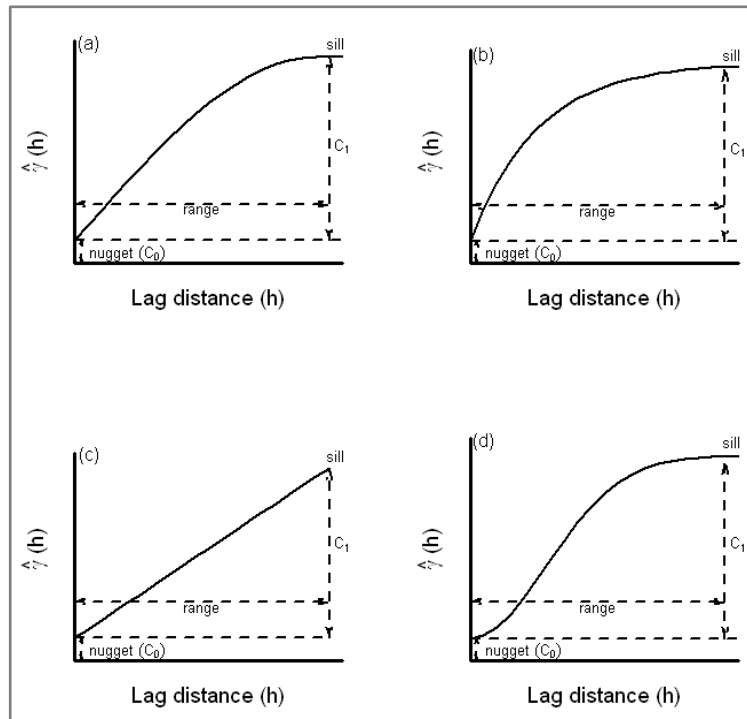 (a)
sill
γ̂ (h)
C₁
range
nugget (C₀)
Lag distance (h)
(b)
sill
γ̂ (h)
C₁
range
nugget (C₀)
Lag distance (h)
(c)
sill
γ̂ (h)
C₁
range
nugget (C₀)
Lag distance (h)
(d)
sill
γ̂ (h)
C₁
range
nugget (C₀)
Lag distance (h)